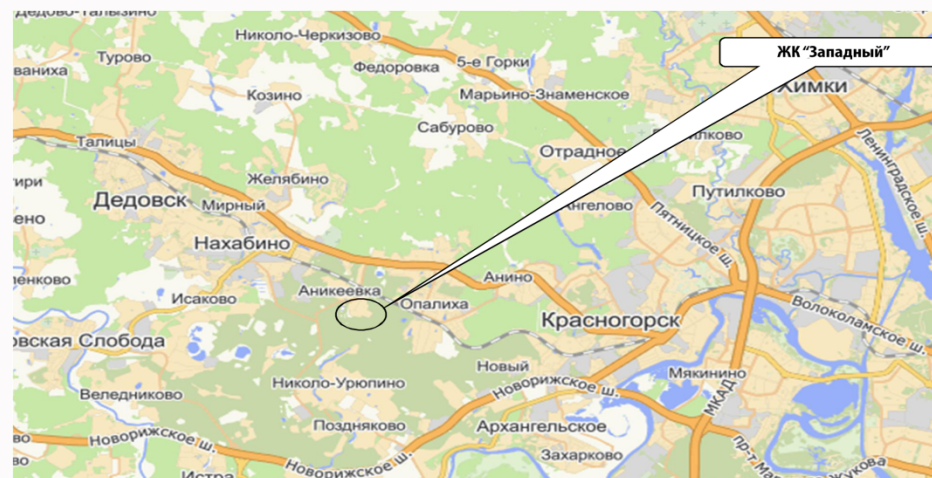 Дедово-Талызино
Николо-Черкизово
ЖК “Западный”
Турово
5-е Горки
Федоровка
Химки
Козино
Марьино-Знаменское
Сабурово
Талицы
Отрадное
Ленинградское ш.
Желябино
Дедовск
Мирный
Путилково
Ангелово
Пятницкое ш.
Нахабино
Анино
Аникеевка
Исаково
Опалиха
Волоколамское ш.
Красногорск
Слобода
Новый
Мякинино
Николо-Урюпино
Новорижское ш.
Веледниково
МКАД
Поздняково
Архангельское
Новорижское ш.
Захарково
Новорижское ш.